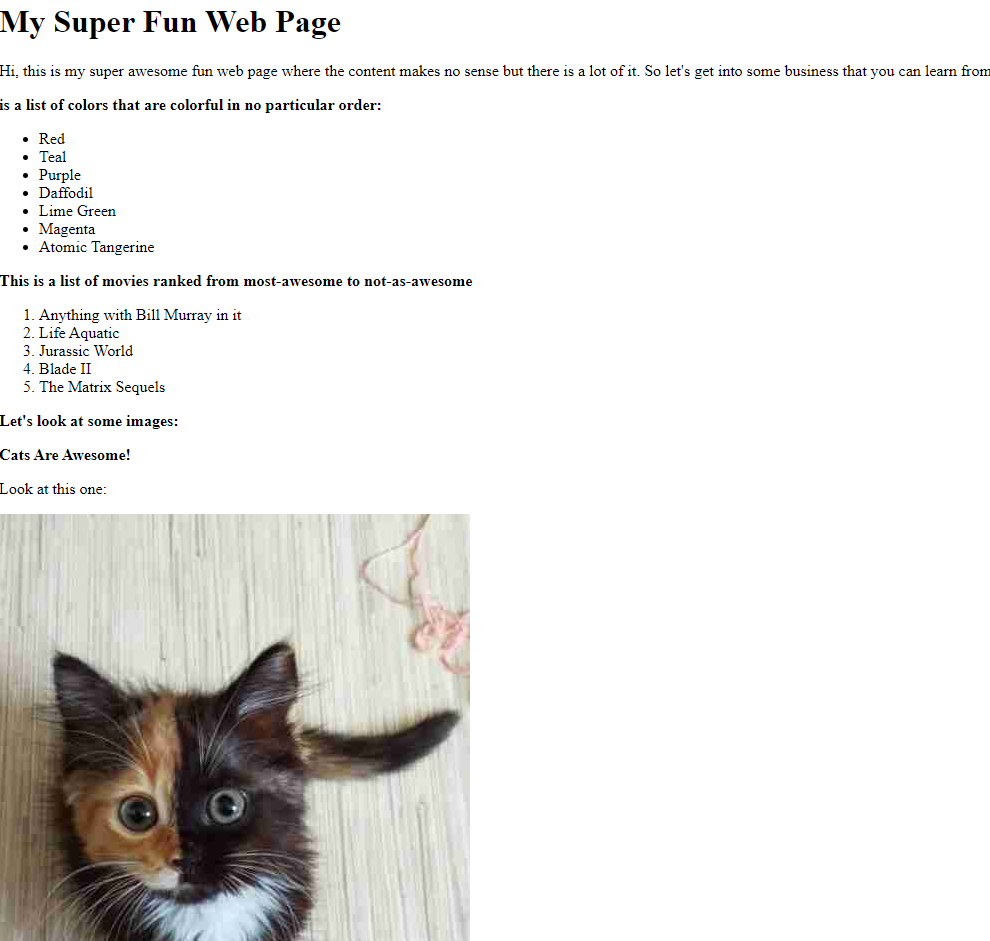 My Super Fun Web Page
Hi, this is my super awesome fun web page where the content makes no sense but there is a lot of it. So let's get into some business that you can learn from
is a list of colors that are colorful in no particular order:
• Red
• Teal
• Purple
• Daffodil
• Lime Green
• Magenta
• Atomic Tangerine
This is a list of movies ranked from most-awesome to not-as-awesome
1. Anything with Bill Murray in it
2. Life Aquatic
3. Jurassic World
4. Blade II
5. The Matrix Sequels
Let's look at some images:
Cats Are Awesome!
Look at this one: